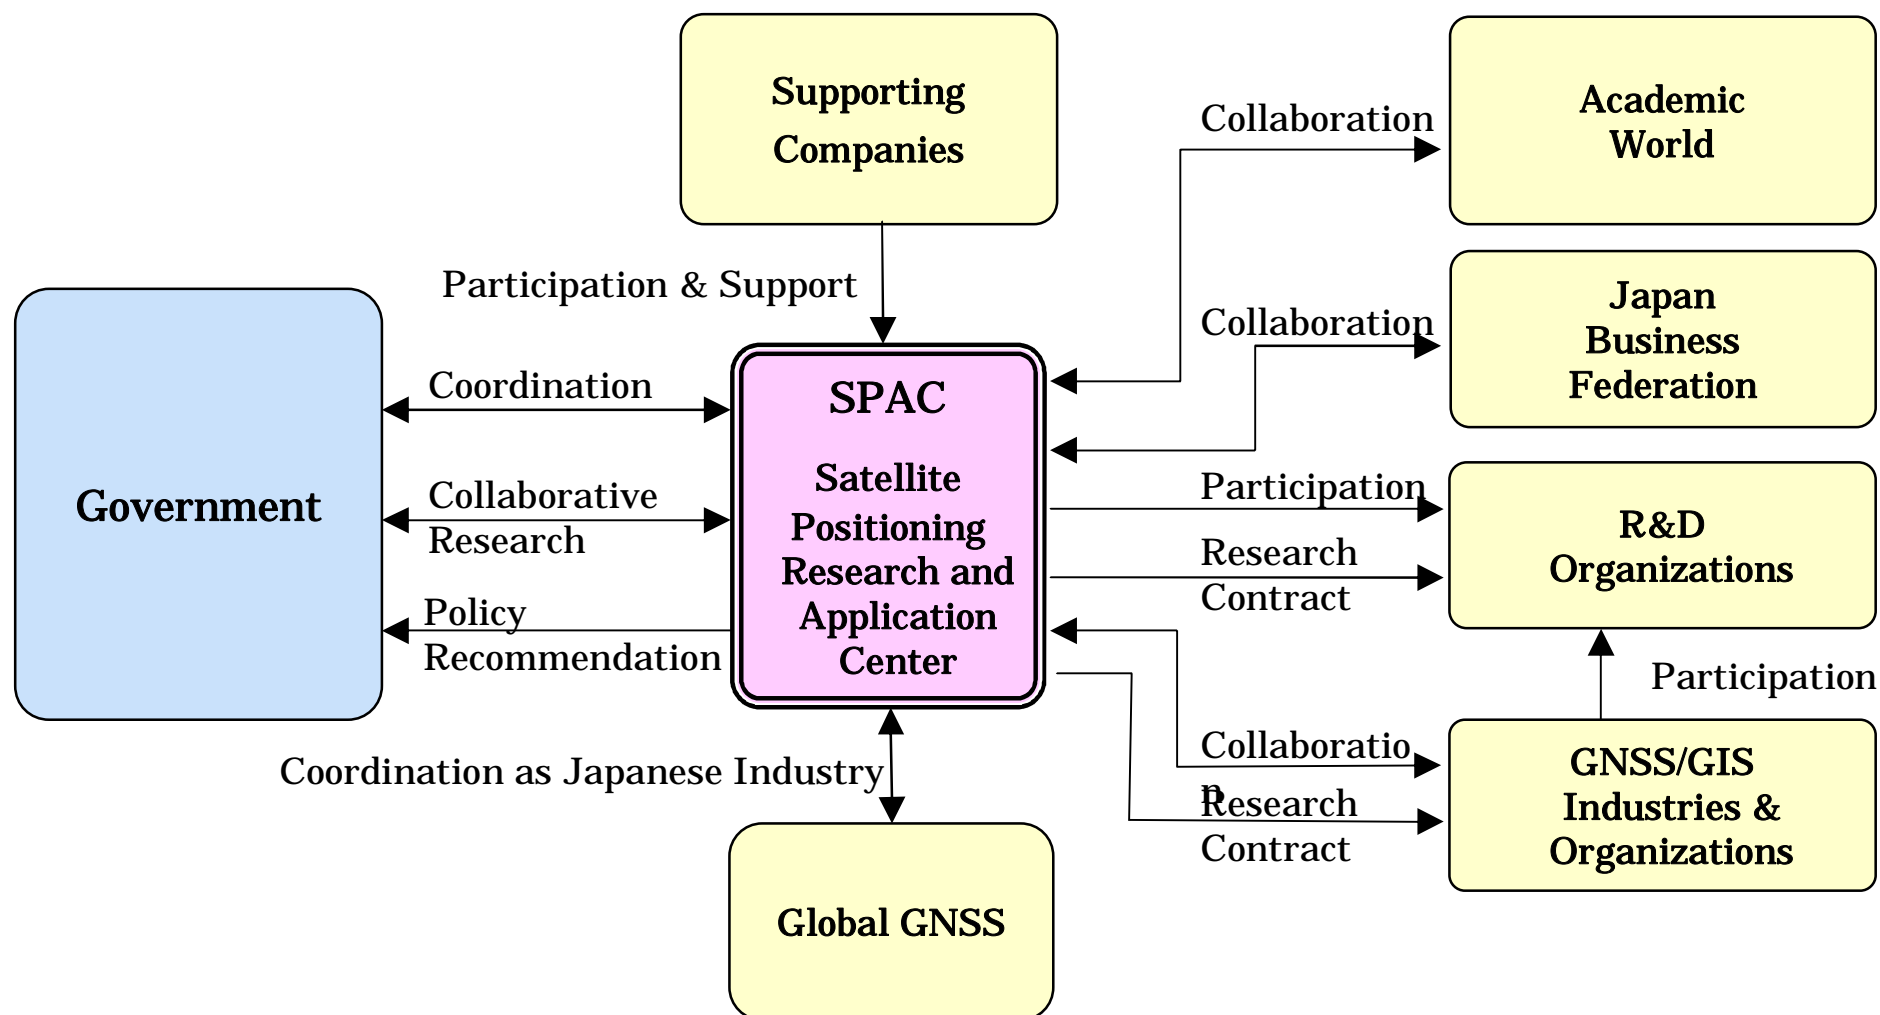 Supporting
Companies
Academic
World
Collaboration
Participation & Support
Japan
Business
Federation
Collaboration
Government
Coordination
Collaborative
Research
Policy
Recommendation
SPAC
Satellite
Positioning
Research and
Application
Center
Participation
Research
Contract
R&D
Organizations
Participation
Collaboratio
n
Research
Contract
GNSS/GIS
Industries &
Organizations
Coordination as Japanese Industry
Global GNSS